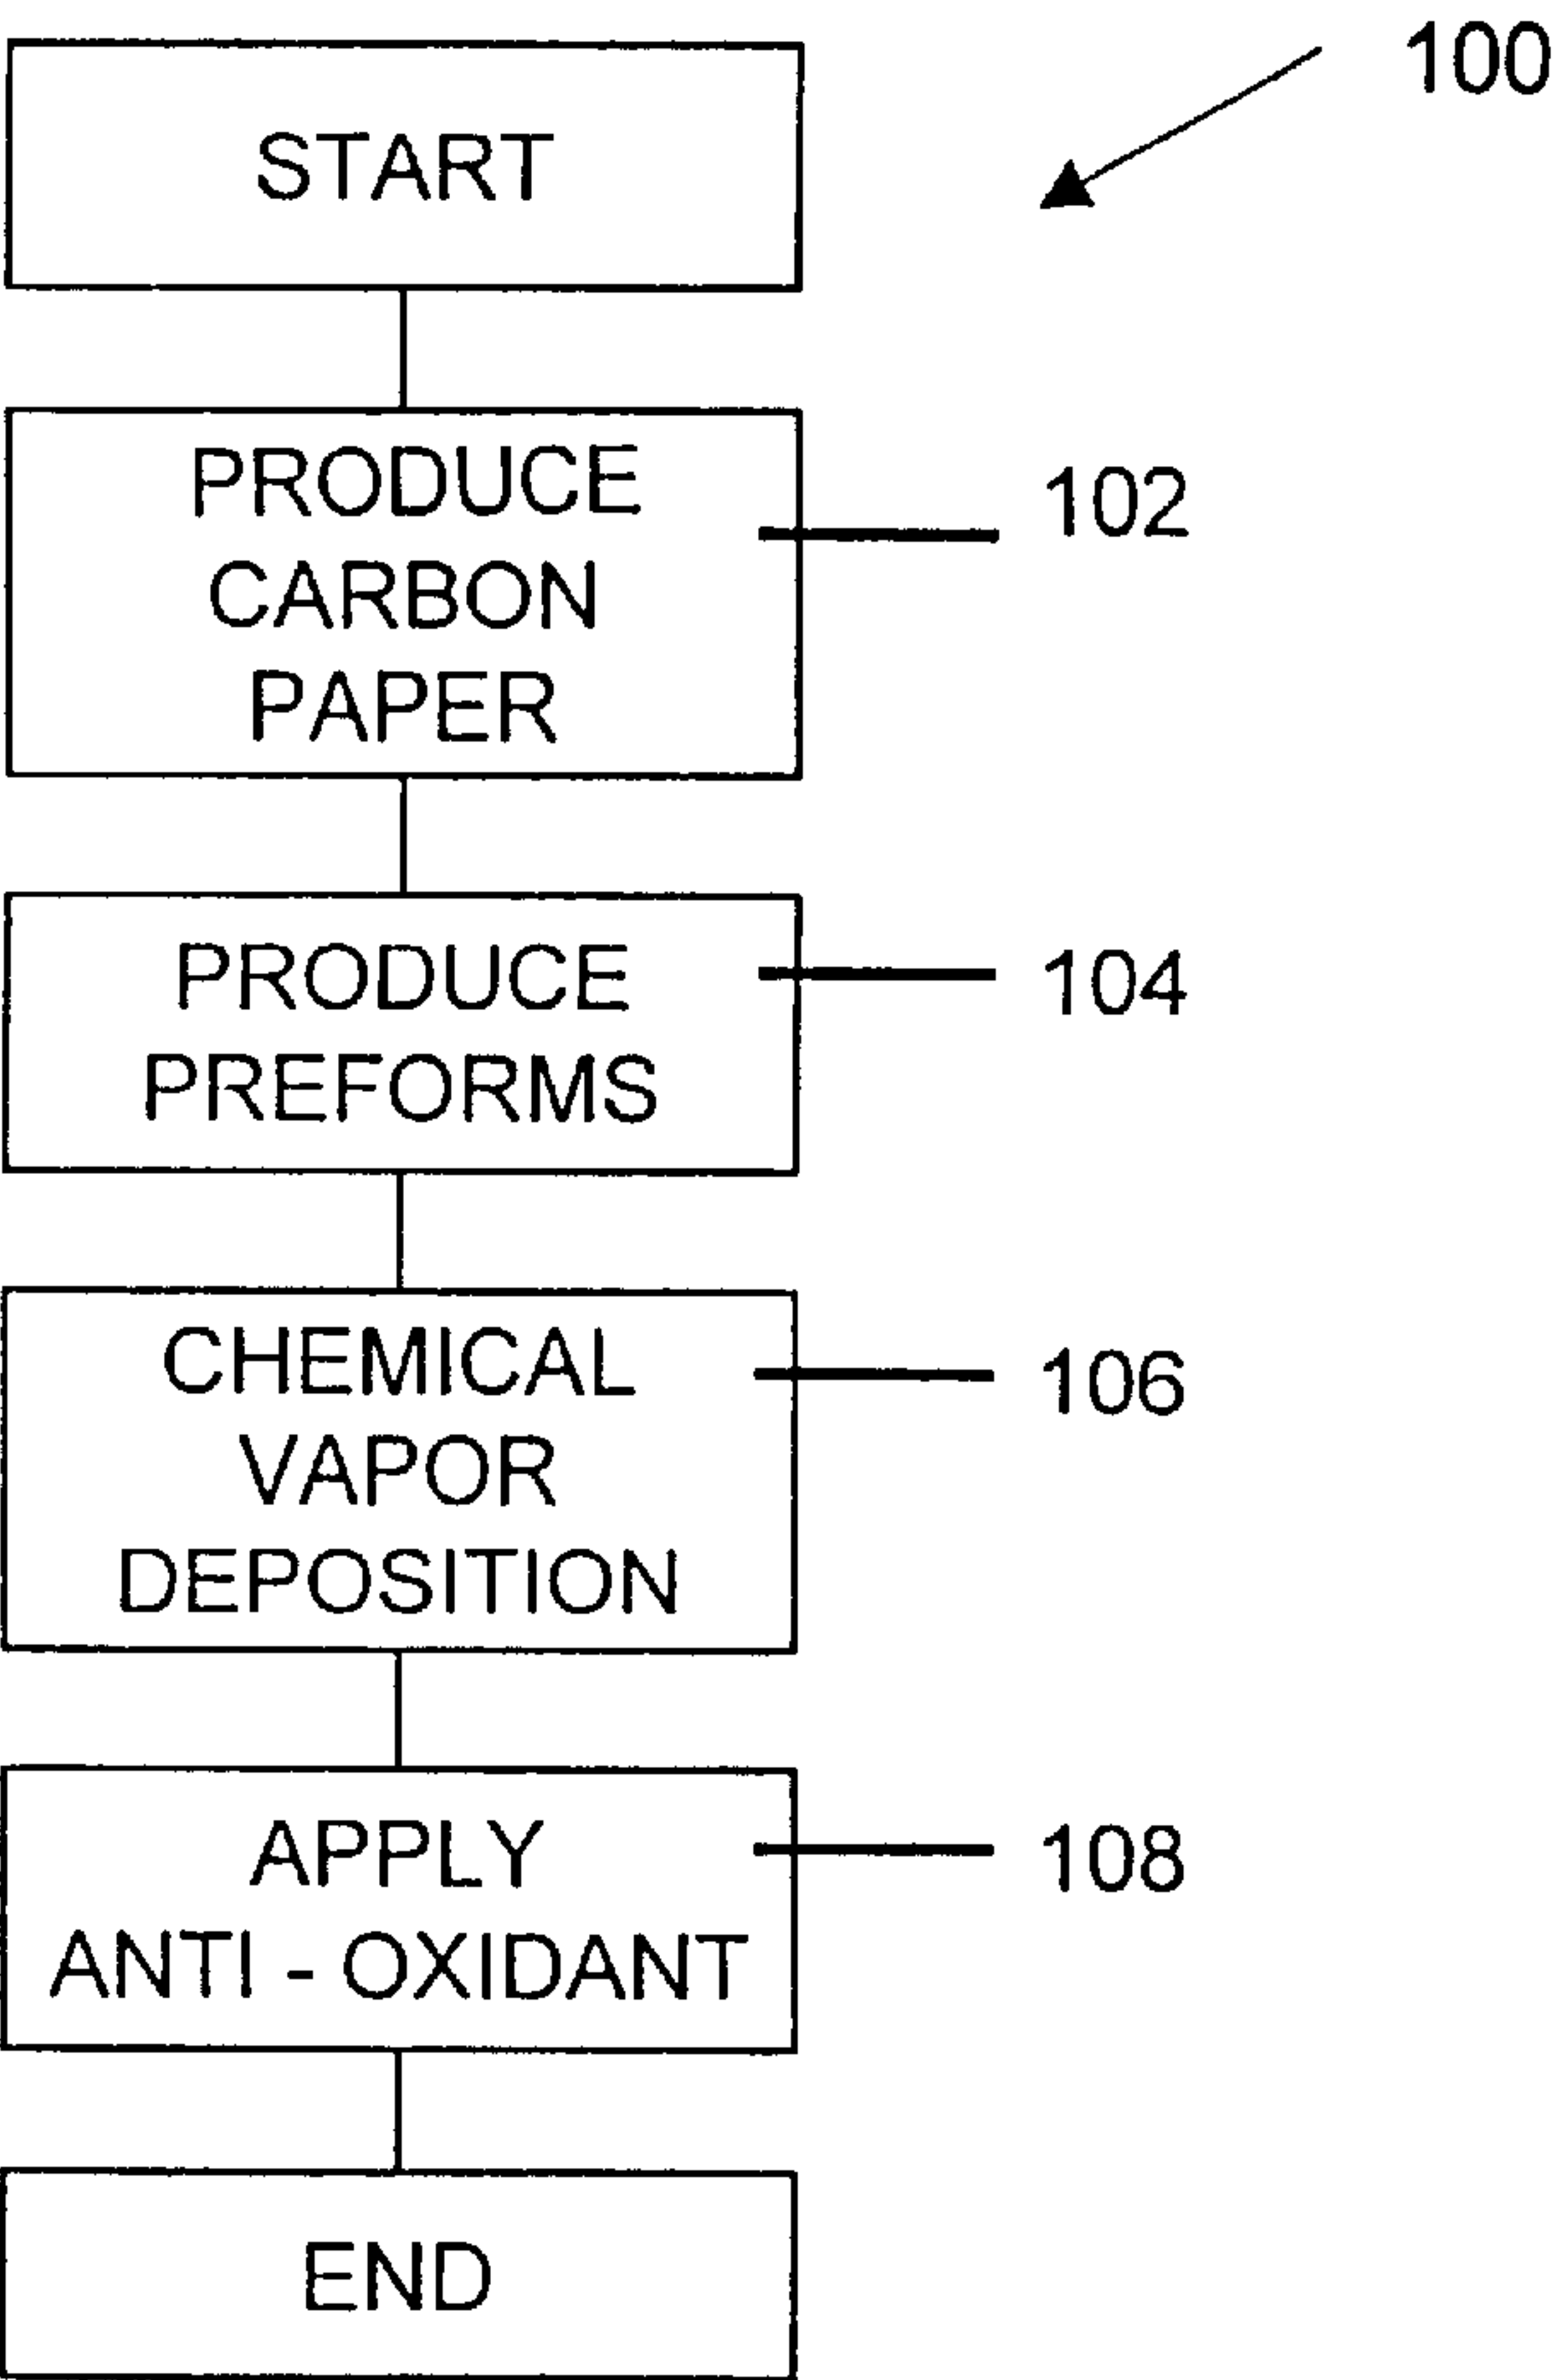 100
START
PRODUCE
CARBON
PAPER
102
PRODUCE
PREFORMS
104
CHEMICAL
VAPOR
DEPOSITION
106
APPLY
ANTI - OXIDANT
108
END